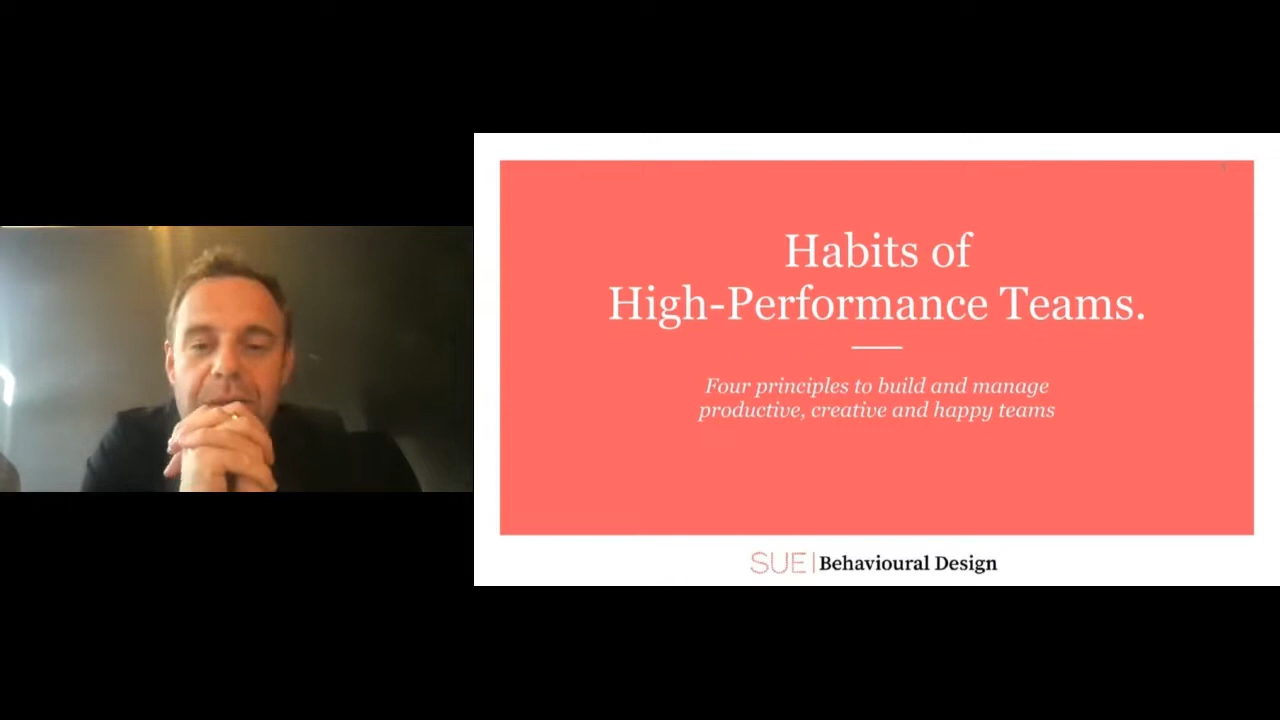 Habits of
High-Performance Teams.
Four principles to build and manage
productive, creative and happy teams
SUE | Behavioural Design